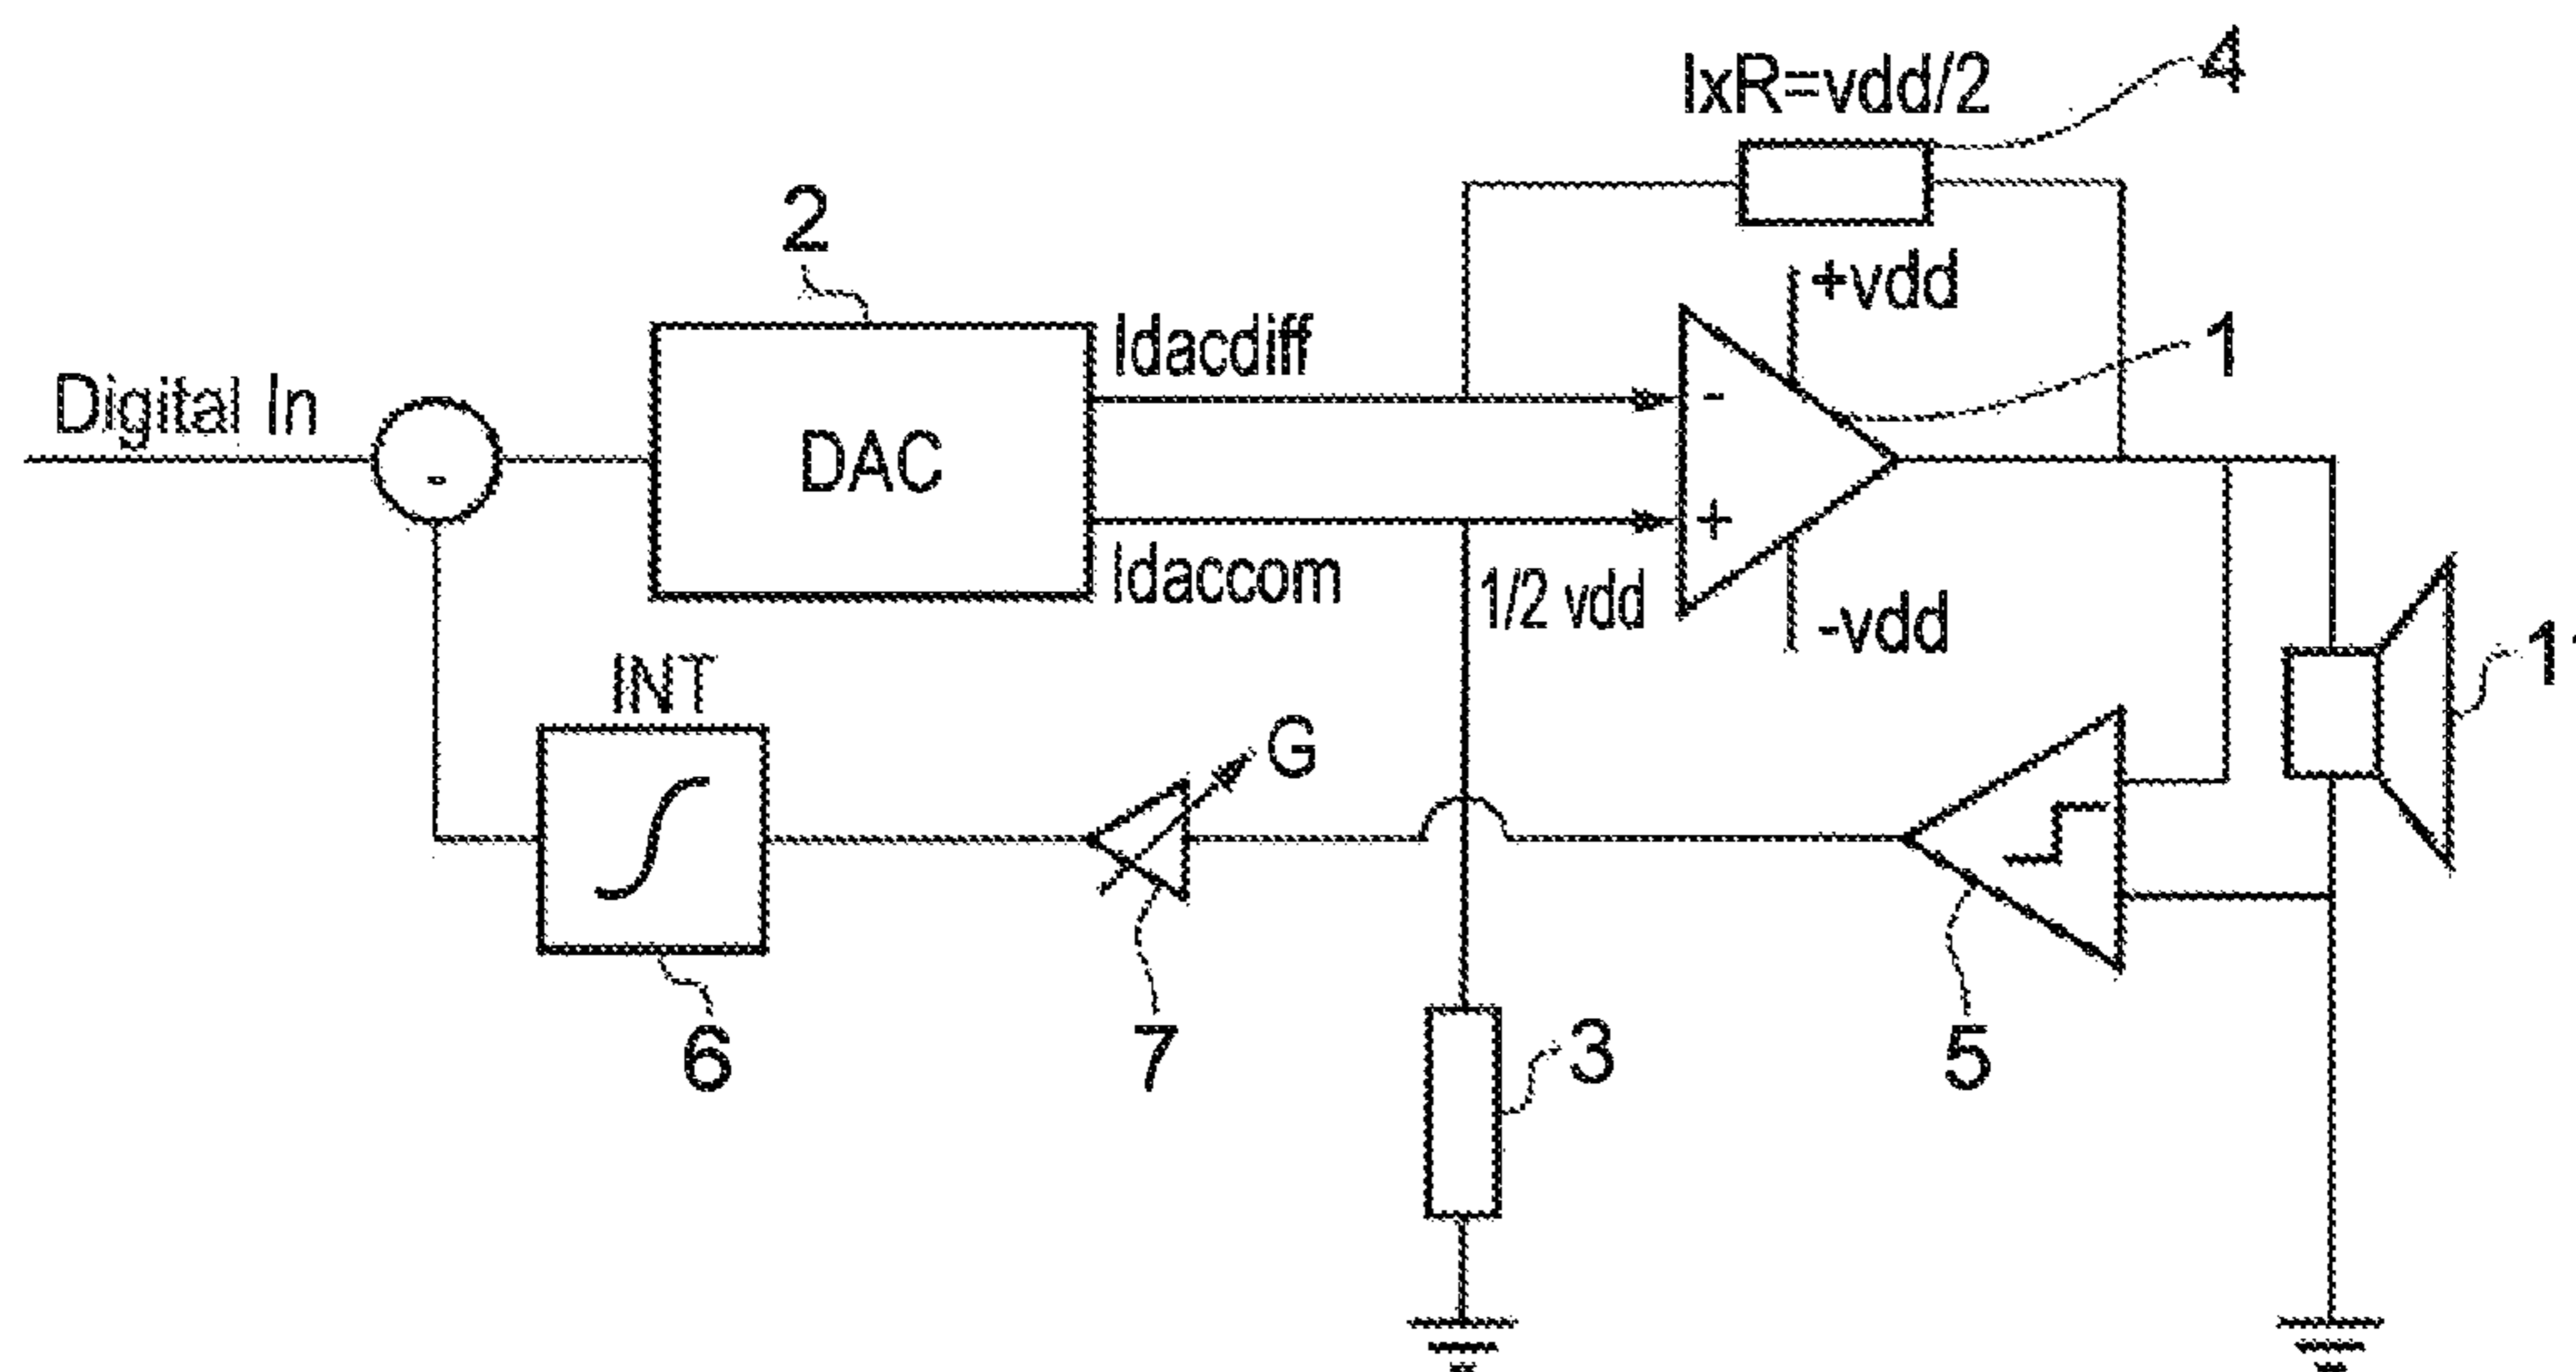 IxR=vdd/2
4
2
+vdd
1
Idacdiff
Digital In
-
DAC
-
+
Idaccom
1/2 vdd
-vdd
INT
G
6
7
3
5